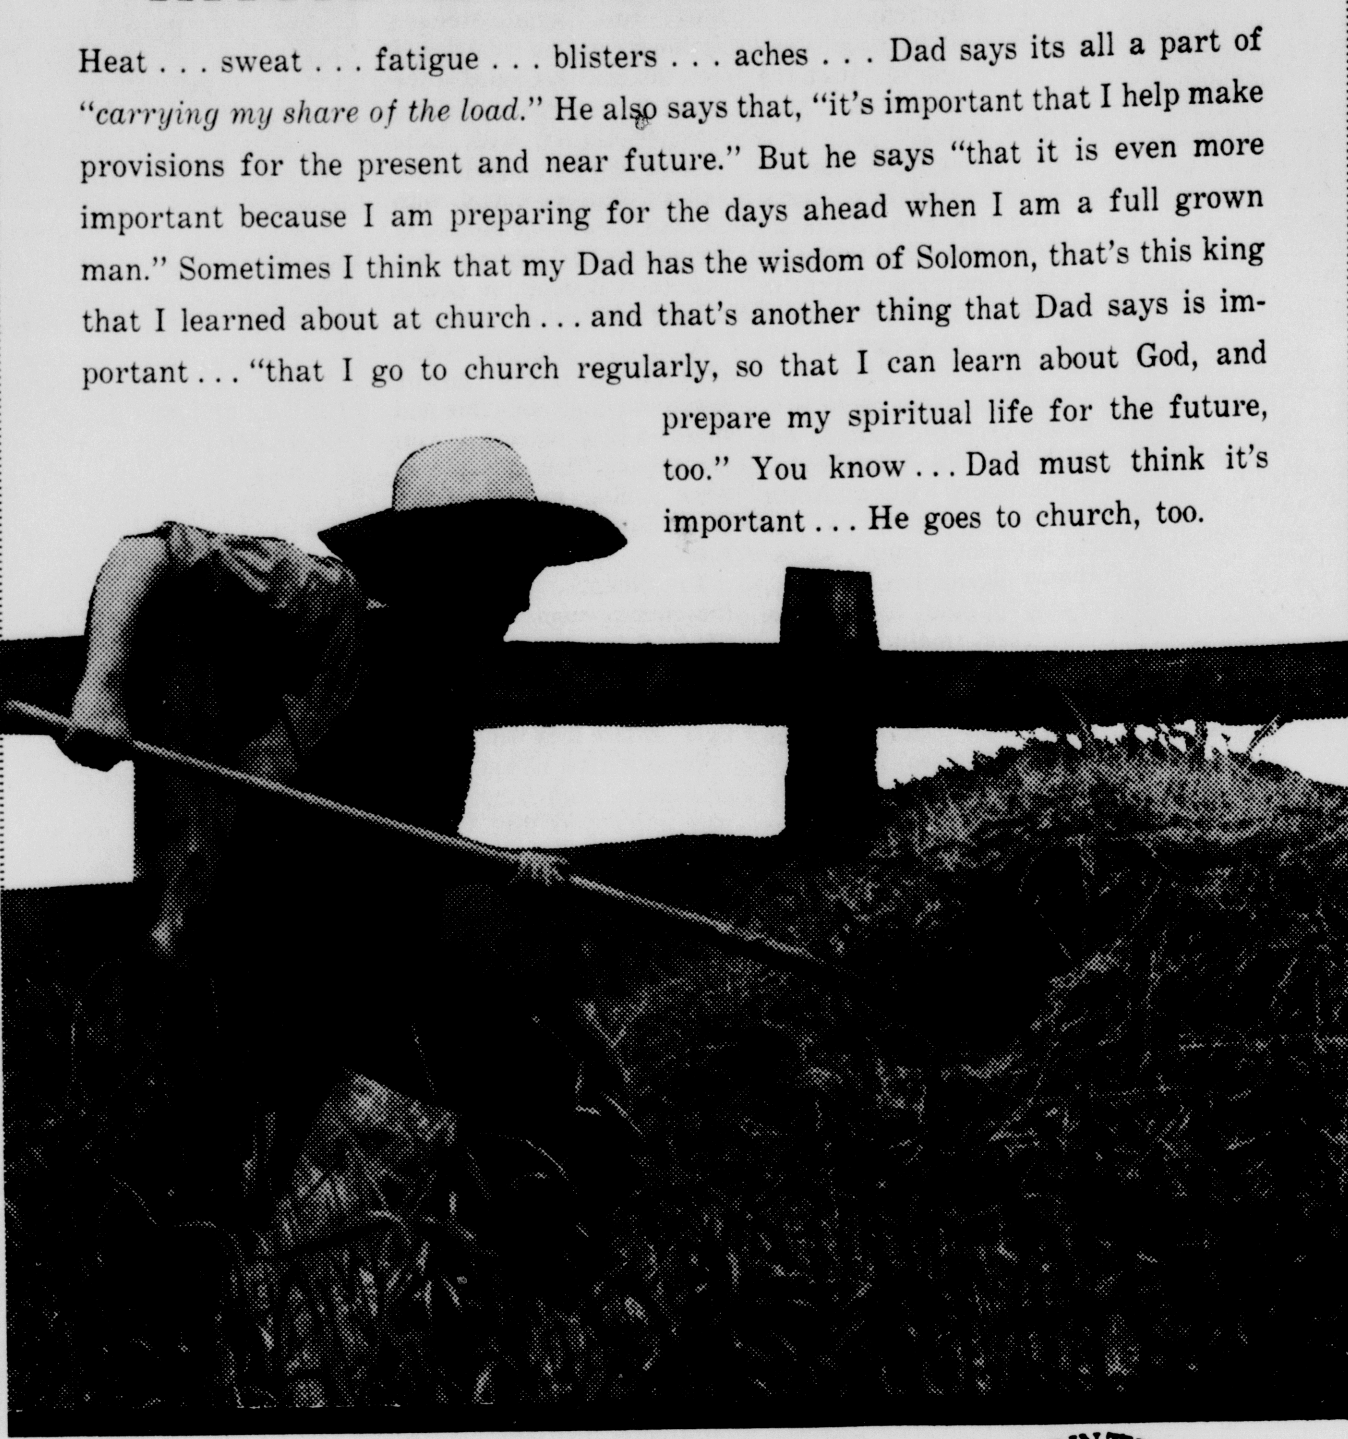 Heat . . . sweat . . . fatigue . . . blisters . . . aches . . . Dad says its all a part of
“carrying my share of the load.” He also says that, “it's important that I help make
provisions for the present and near future.” But he says “that it is even more
important because I am preparing for the days ahead when I am a full grown
man.” Sometimes I think that my Dad has the wisdom of Solomon, that's this king
that I learned about at church . . . and that's another thing that Dad says is im-
portant . . . “that I go to church regularly, so that I can learn about God, and
prepare my spiritual life for the future,
too.” You know . . . Dad must think it's
important . . . He goes to church, too.